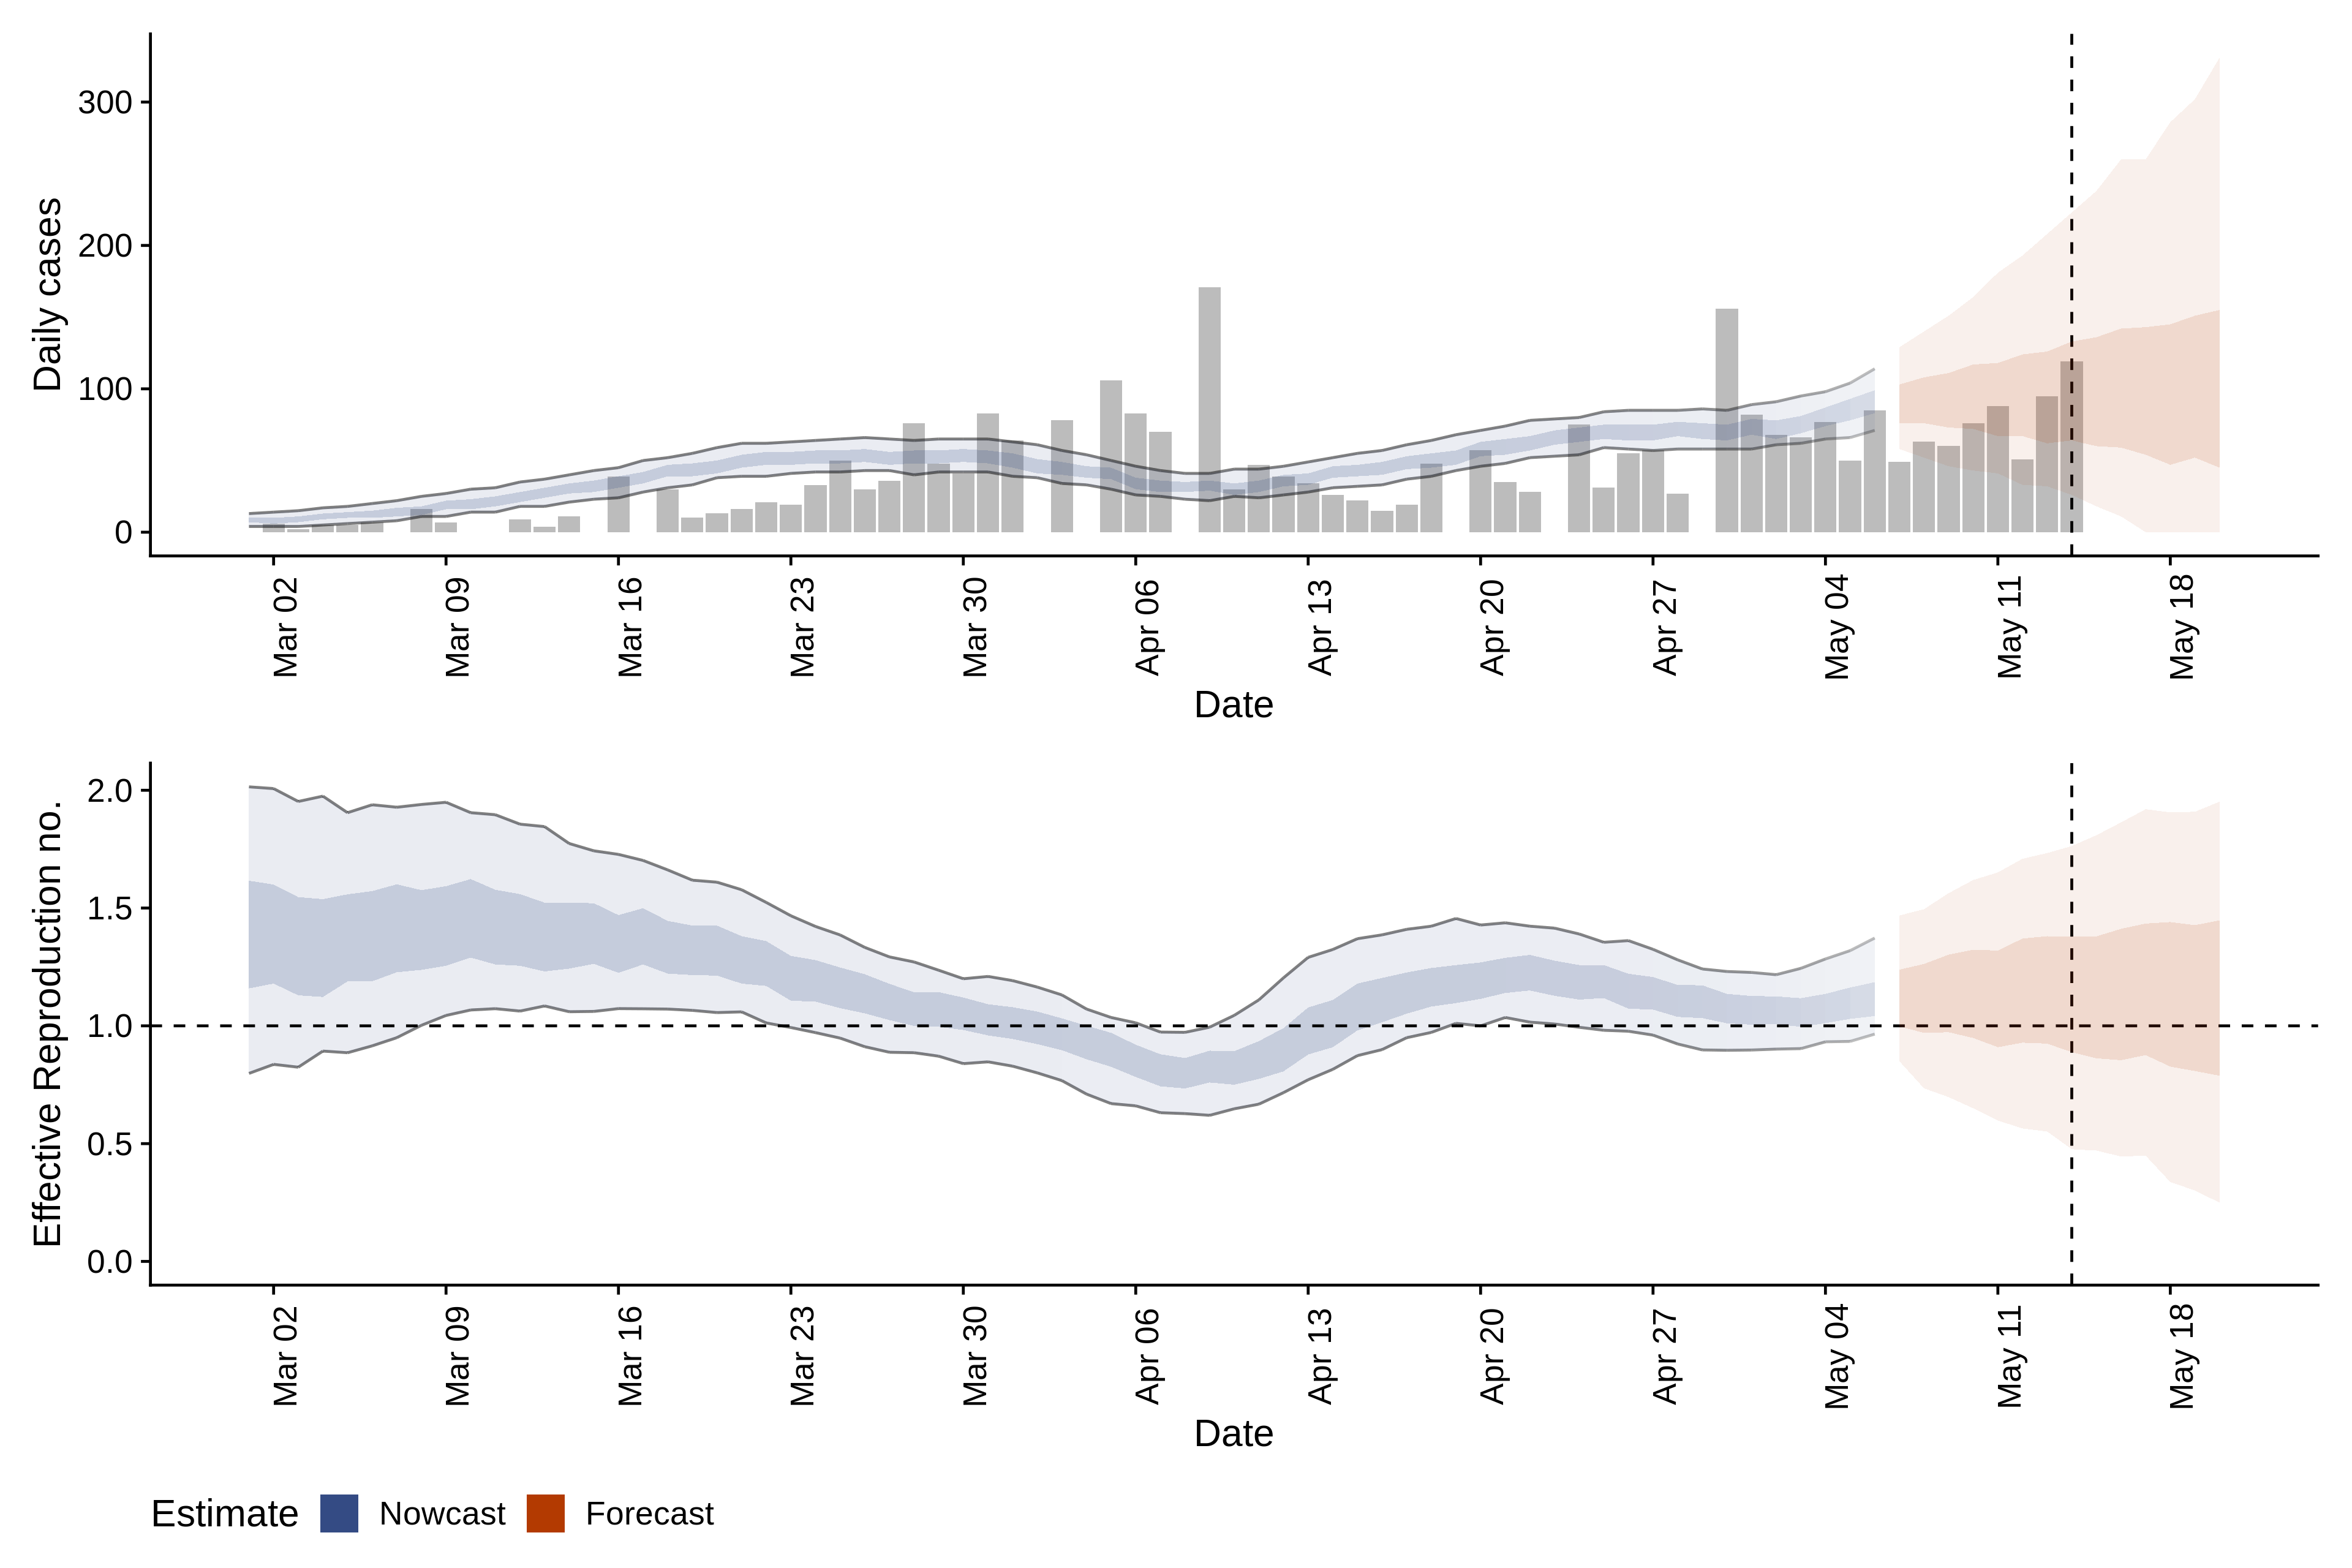 Daily cases
300
200
100
0
Mar 02
Mar 09
Mar 16
Mar 23
Mar 30
Apr 06
Apr 13
Apr 20
Apr 27
May 04
May 11
May 18
Date
Effective Reproduction no.
2.0
1.5
1.0
0.5
0.0
Mar 02
Mar 09
Mar 16
Mar 23
Mar 30
Apr 06
Apr 13
Apr 20
Apr 27
May 04
May 11
May 18
Date
Estimate Nowcast Forecast